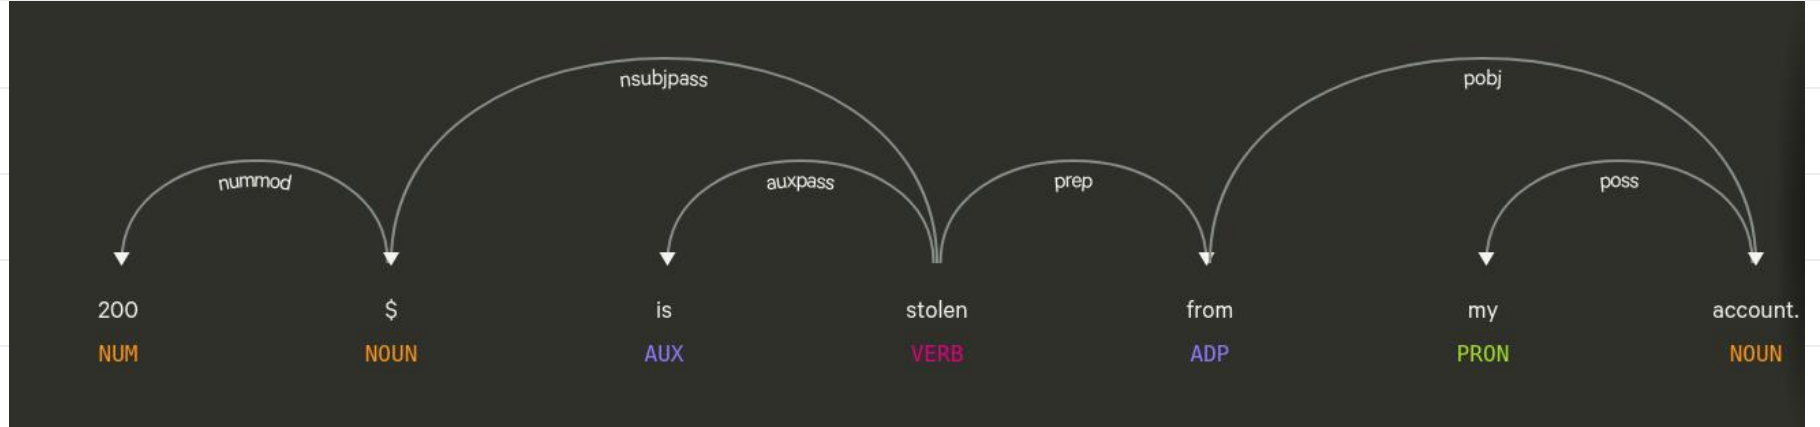 nsubjpass pobj
nummod auxpass prep poss
200 $ is stolen from my account.
NUM NOUN AUX VERB ADP PRON NOUN